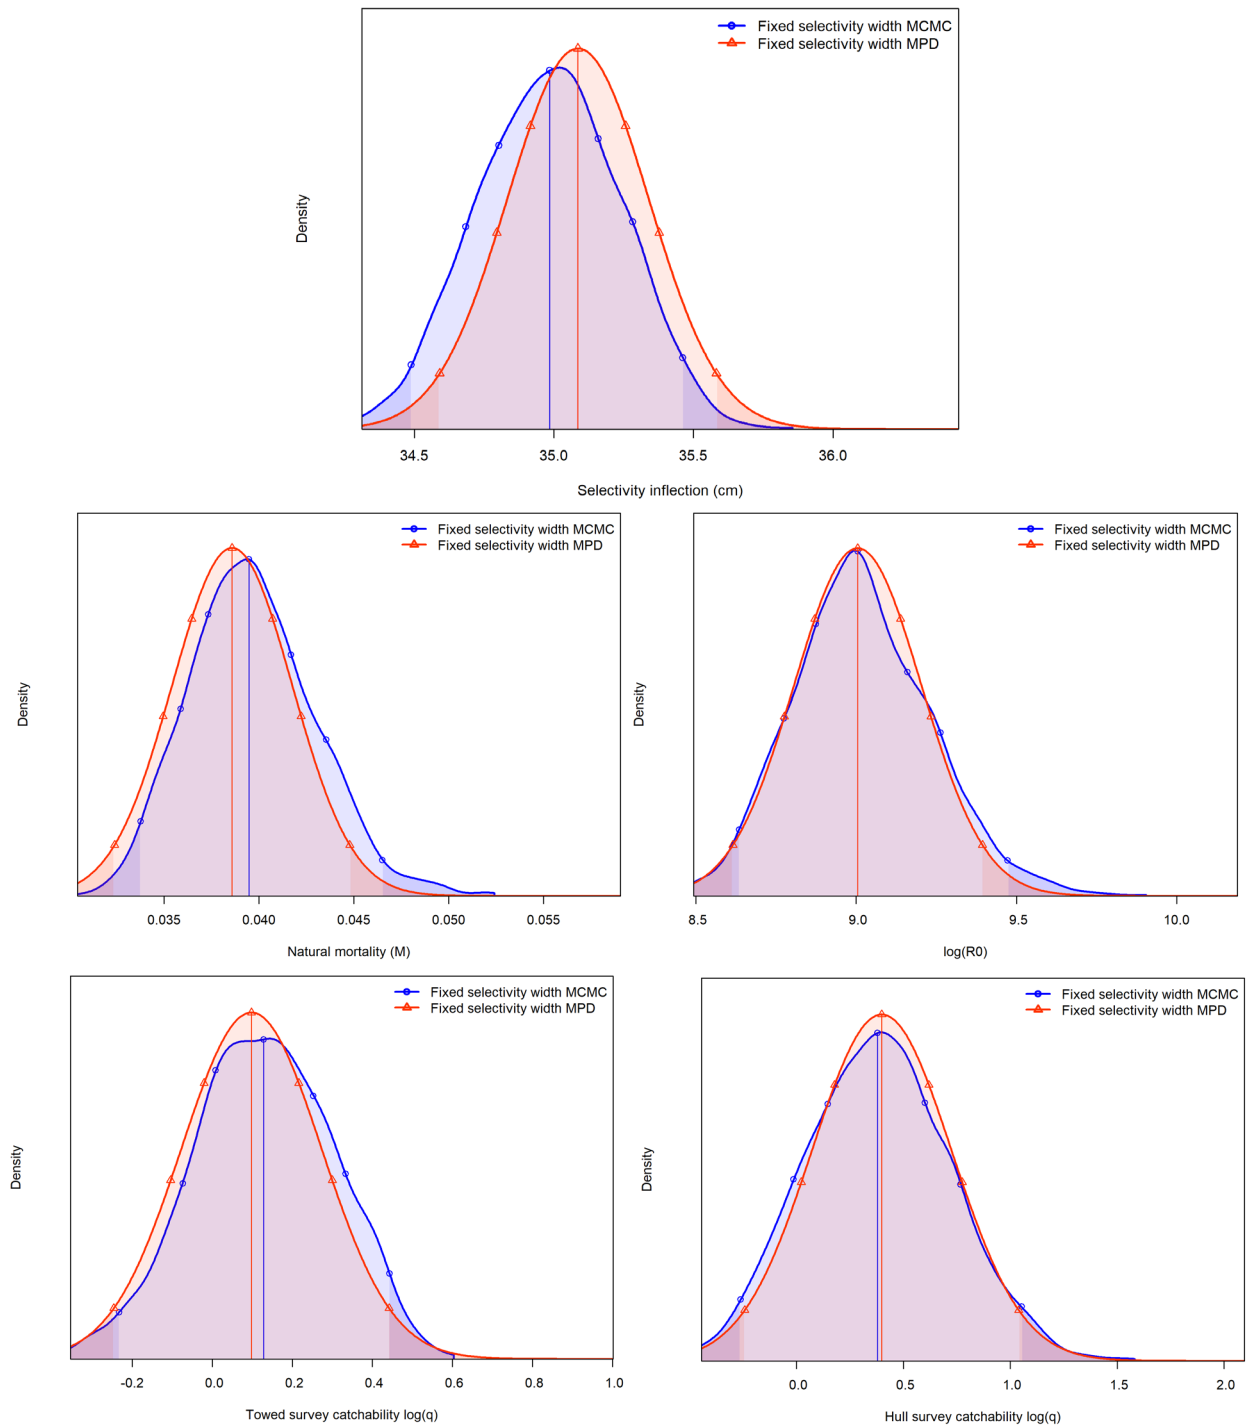 Fixed selectivity width MCMC
Fixed selectivity width MPD
Density
34.5 35.0 35.5 36.0
Selectivity inflection (cm)
Fixed selectivity width MCMC
Fixed selectivity width MPD
Density
0.035 0.040 0.045 0.050 0.055
Natural mortality (M)
Fixed selectivity width MCMC
Fixed selectivity width MPD
Density
8.5 9.0 9.5 10.0
log(R0)
Fixed selectivity width MCMC
Fixed selectivity width MPD
Density
-0.2 0.0 0.2 0.4 0.6 0.8 1.0
Towed survey catchability log(q)
Fixed selectivity width MCMC
Fixed selectivity width MPD
Density
0.0 0.5 1.0 1.5 2.0
Hull survey catchability log(q)